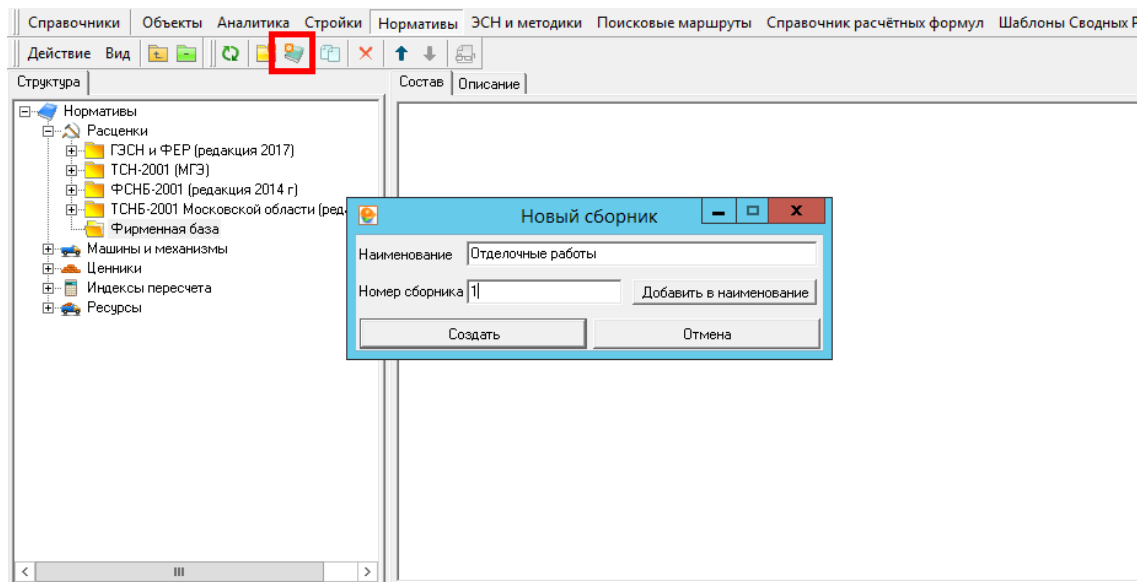 Справочники Объекты Аналитика Стройки Нормативы ЭСН и методики Поисковые маршруты Справочник расчётных формул Шаблоны Сводных Р
Действие Вид
Структура
Состав Описание
Нормативы
Расценки
ГЭСН и ФЕР (редакция 2017)
ТСН-2001 (МГЭ)
ФСНБ-2001 (редакция 2014 г)
ТСНБ-2001 Московской области (ред.
Фирменная база
Машины и механизмы
Ценники
Индексы пересчета
Ресурсы
Новый сборник
Наименование Отделочные работы
Номер сборника 1 Добавить в наименование
Создать Отмена